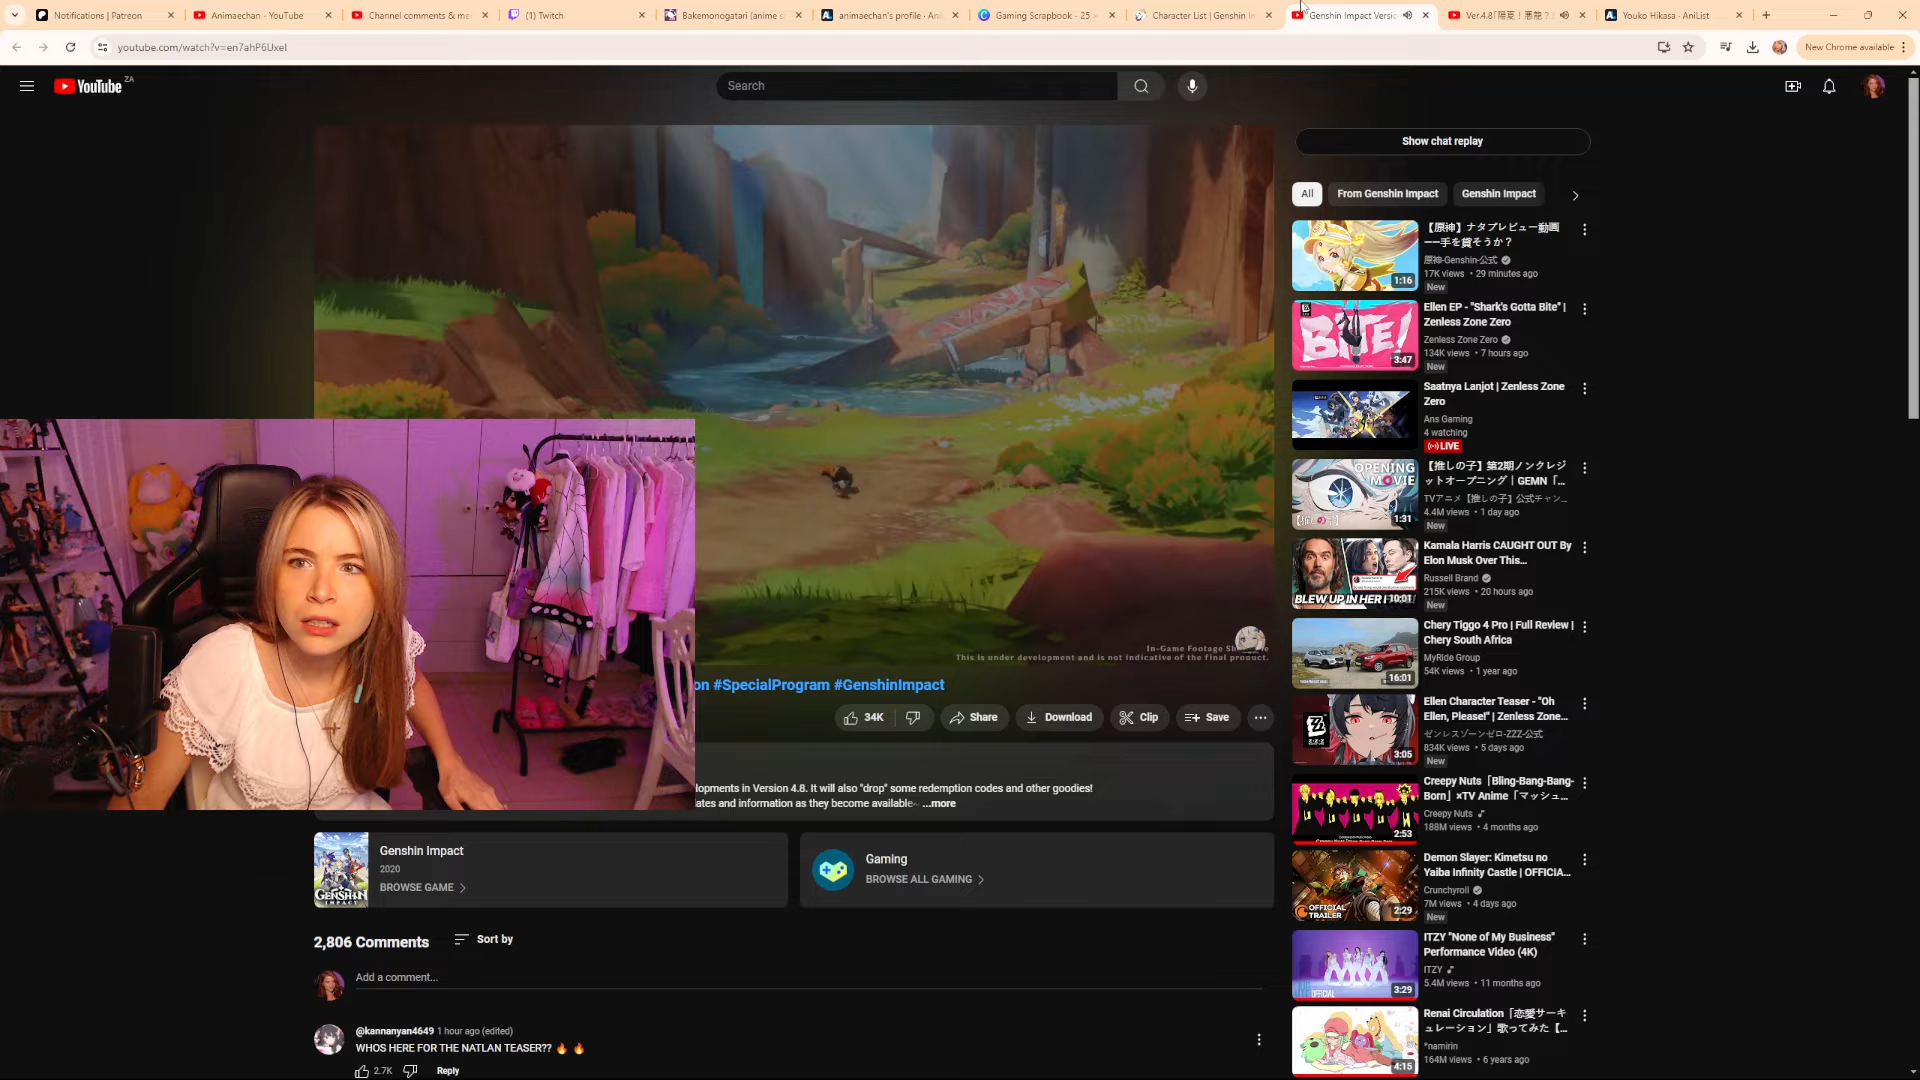 Notifications | Patreon
Animaechan - YouTube
Channel comments & me
(1) Twitch
Bakemonogatari (anime s
animaechan's profile · Ani
Gaming Scrapbook - 25 ×
Character List | Genshin In
Genshin Impact Versio
Youko Hikasa · AniList
youtube.com/watch?v=en7ahP6UxeI
New Chrome available
YouTube
ZA
Search
Show chat replay
All
From Genshin Impact
Genshin Impact
【原神】ナタプレビュー動画
——手を貸そうか？
原神-Genshin-公式
17K views • 29 minutes ago
New
1:16
Ellen EP - "Shark's Gotta Bite" |
Zenless Zone Zero
Zenless Zone Zero
134K views • 7 hours ago
New
BITE!
3:47
Saatnya Lanjot | Zenless Zone
Zero
Ans Gaming
4 watching
LIVE
【推しの子】第2期ノンクレジ
ットオープニング｜GEMN「...
TVアニメ【推しの子】公式チャン...
4.4M views • 1 day ago
New
OPENING
MOVIE
1:31
Kamala Harris CAUGHT OUT By
Elon Musk Over This...
Russell Brand
215K views • 20 hours ago
New
BLEW UP IN HER
10:01
Chery Tiggo 4 Pro | Full Review |
Chery South Africa
MyRide Group
54K views • 1 year ago
16:01
Ellen Character Teaser - "Oh
Ellen, Please!" | Zenless Zone...
ゼンレスゾーンゼロ-ZZZ-公式
834K views • 5 days ago
New
3:05
Creepy Nuts「Bling-Bang-Bang-
Born」×TV Anime「マッシュ...
Creepy Nuts
188M views • 4 months ago
2:53
Demon Slayer: Kimetsu no
Yaiba Infinity Castle | OFFICIA...
Crunchyroll
7M views • 4 days ago
New
OFFICIAL
TRAILER
2:29
ITZY "None of My Business"
Performance Video (4K)
ITZY
5.4M views • 11 months ago
3:29
Renai Circulation「恋愛サーキ
ュレーション」歌ってみた【...
*namirin
164M views • 6 years ago
4:15
In-Game Footage
This is under development and is not indicative of the final product.
on #SpecialProgram #GenshinImpact
34K
Share
Download
Clip
Save
lopments in Version 4.8. It will also "drop" some redemption codes and other goodies!
ates and information as they become available~ ...more
Genshin Impact
2020
BROWSE GAME
GENSHIN
IMPACT
Gaming
BROWSE ALL GAMING
2,806 Comments
Sort by
Add a comment...
@kannanyan4649 1 hour ago (edited)
WHOS HERE FOR THE NATLAN TEASER?? 🔥 🔥
2.7K
Reply